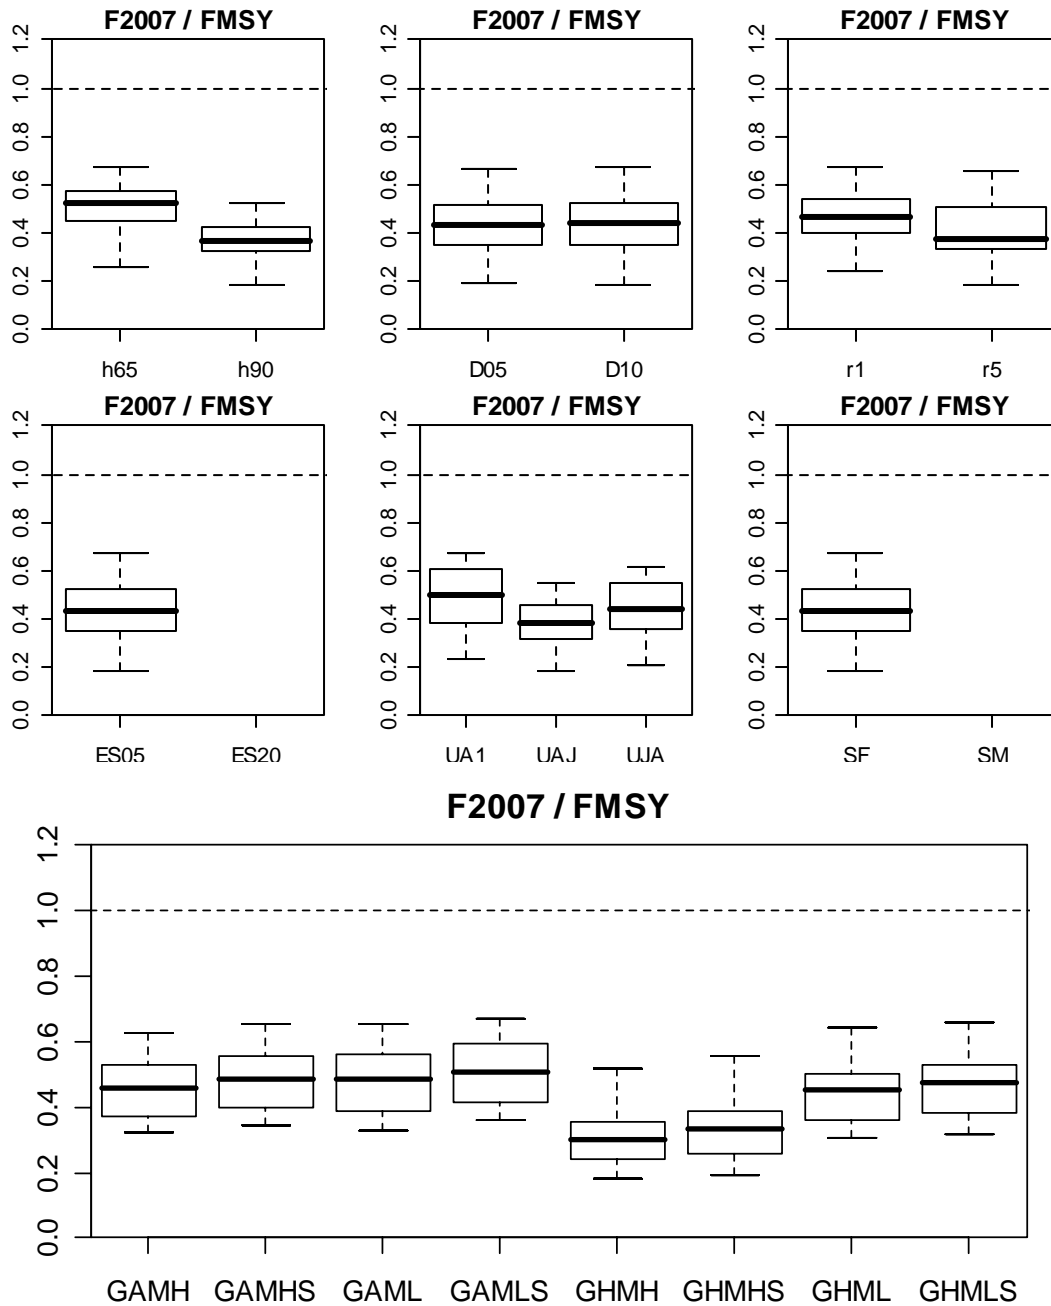 F2007 / FMSY F2007 / FMSY F2007 / FMSY
1.2 1.2 1.2
1.0 1.0 1.0
0.8 0.8 0.8
0.6 0.6 0.6
0.4 0.4 0.4
0.2 0.2 0.2
0.0 0.0 0.0
h65 h90 D05 D10 r1 r5
F2007 / FMSY F2007 / FMSY F2007 / FMSY
1.2 1.2 1.2
1.0 1.0 1.0
0.8 0.8 0.8
0.6 0.6 0.6
0.4 0.4 0.4
0.2 0.2 0.2
0.0 0.0 0.0
ES05 ES20 UA1 UAJ UJA SF SM
F2007 / FMSY
1.2
1.0
0.8
0.6
0.4
0.2
0.0
GAMH GAMHS GAML GAMLS GHMH GHMHS GHML GHMLS